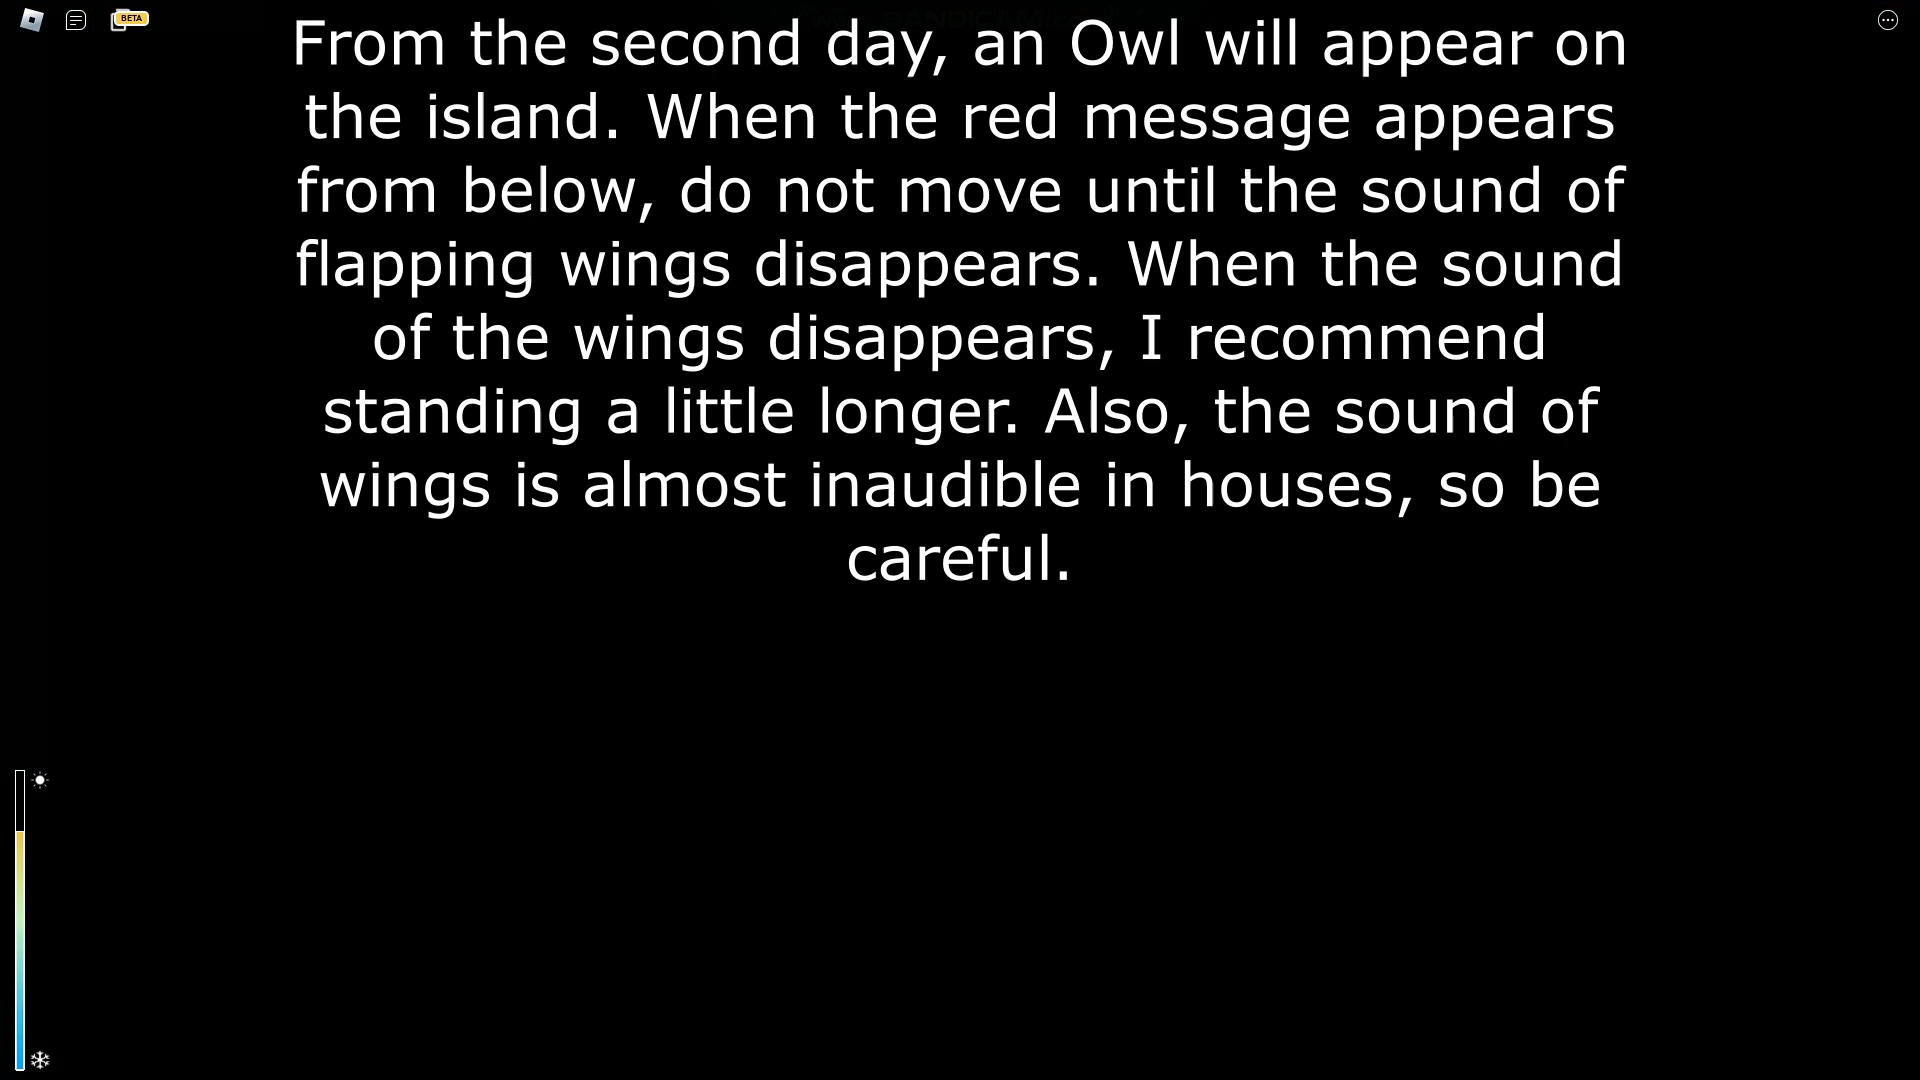 BETA
From the second day, an Owl will appear on
the island. When the red message appears
from below, do not move until the sound of
flapping wings disappears. When the sound
of the wings disappears, I recommend
standing a little longer. Also, the sound of
wings is almost inaudible in houses, so be
careful.